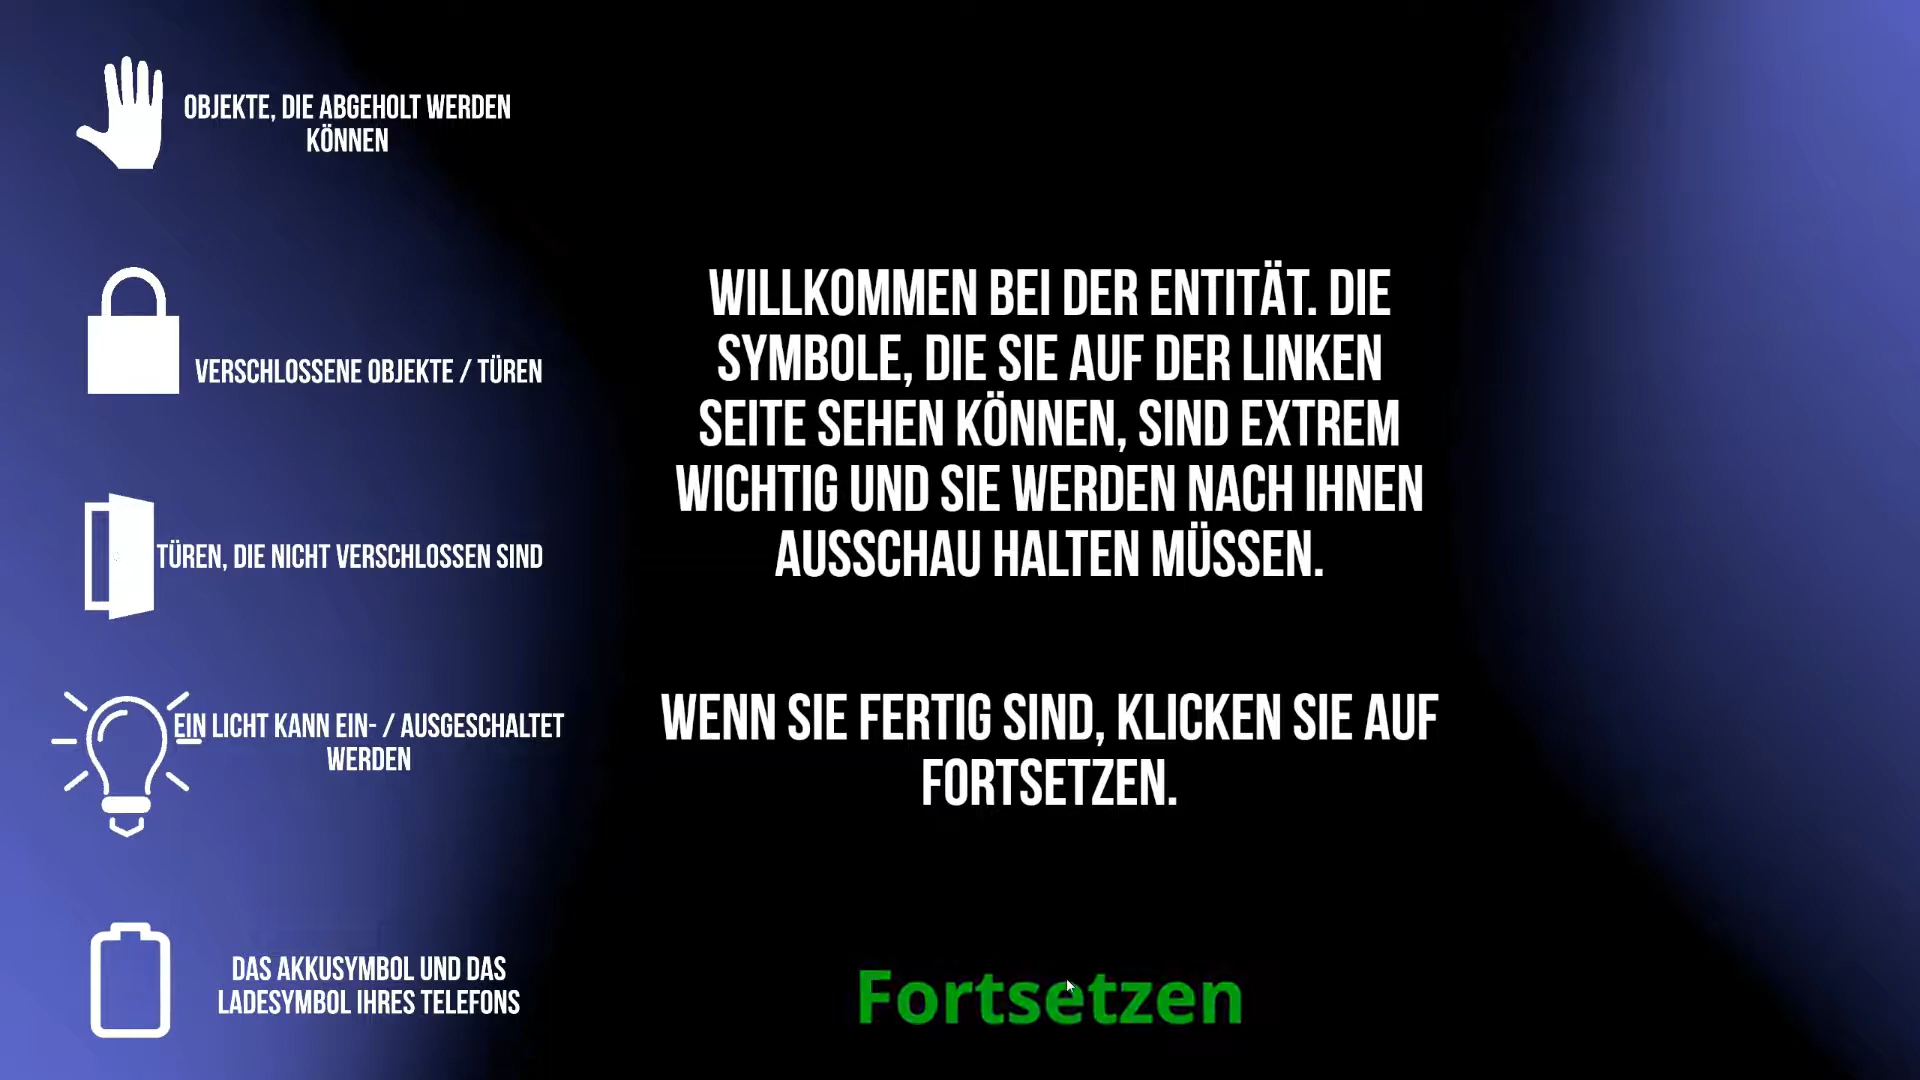 OBJEKTE, DIE ABGEHOLT WERDEN
KÖNNEN
VERSCHLOSSENE OBJEKTE / TÜREN
TÜREN, DIE NICHT VERSCHLOSSEN SIND
EIN LICHT KANN EIN- / AUSGESCHALTET
WERDEN
DAS AKKUSYMBOL UND DAS
LADESYMBOL IHRES TELEFONS
WILLKOMMEN BEI DER ENTITÄT. DIE
SYMBOLE, DIE SIE AUF DER LINKEN
SEITE SEHEN KÖNNEN, SIND EXTREM
WICHTIG UND SIE WERDEN NACH IHNEN
AUSSCHAU HALTEN MÜSSEN.
WENN SIE FERTIG SIND, KLICKEN SIE AUF
FORTSETZEN.
Fortsetzen